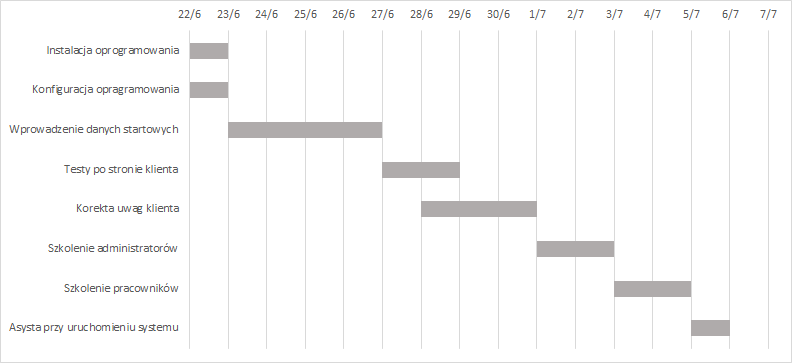 22/6 23/6 24/6 25/6 26/6 27/6 28/6 29/6 30/6 1/7 2/7 3/7 4/7 5/7 6/7 7/7
Instalacja oprogromowania
Konfiguracja opragramowania
Wprowadzenie danych startowych
Testy po stronie klienta
Korekta uwag klienta
Szkolenie administratorów
Szkolenie pracowników
Asysta przy uruchomieniu systemu